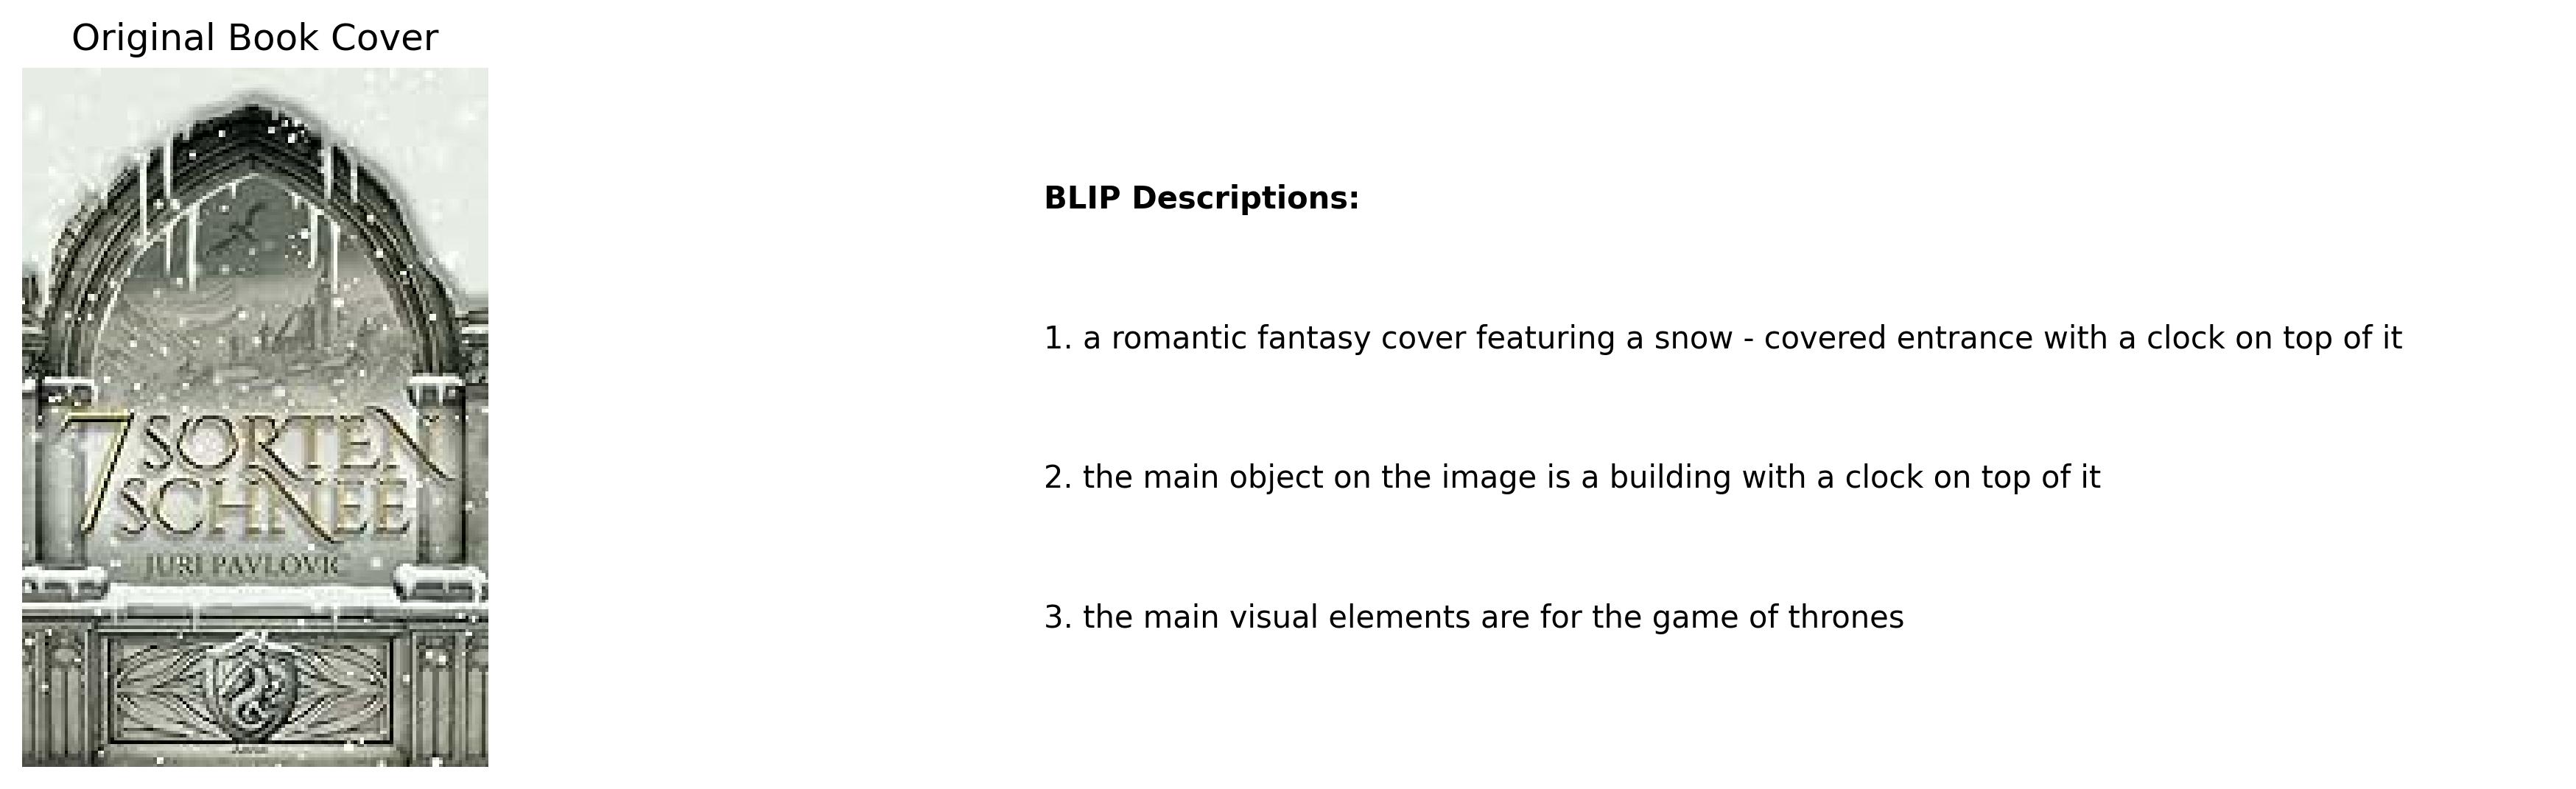 Original Book Cover
7 SORTEN
SCHNEE
JURI PAVLOVIC
BLIP Descriptions:
1. a romantic fantasy cover featuring a snow - covered entrance with a clock on top of it
2. the main object on the image is a building with a clock on top of it
3. the main visual elements are for the game of thrones